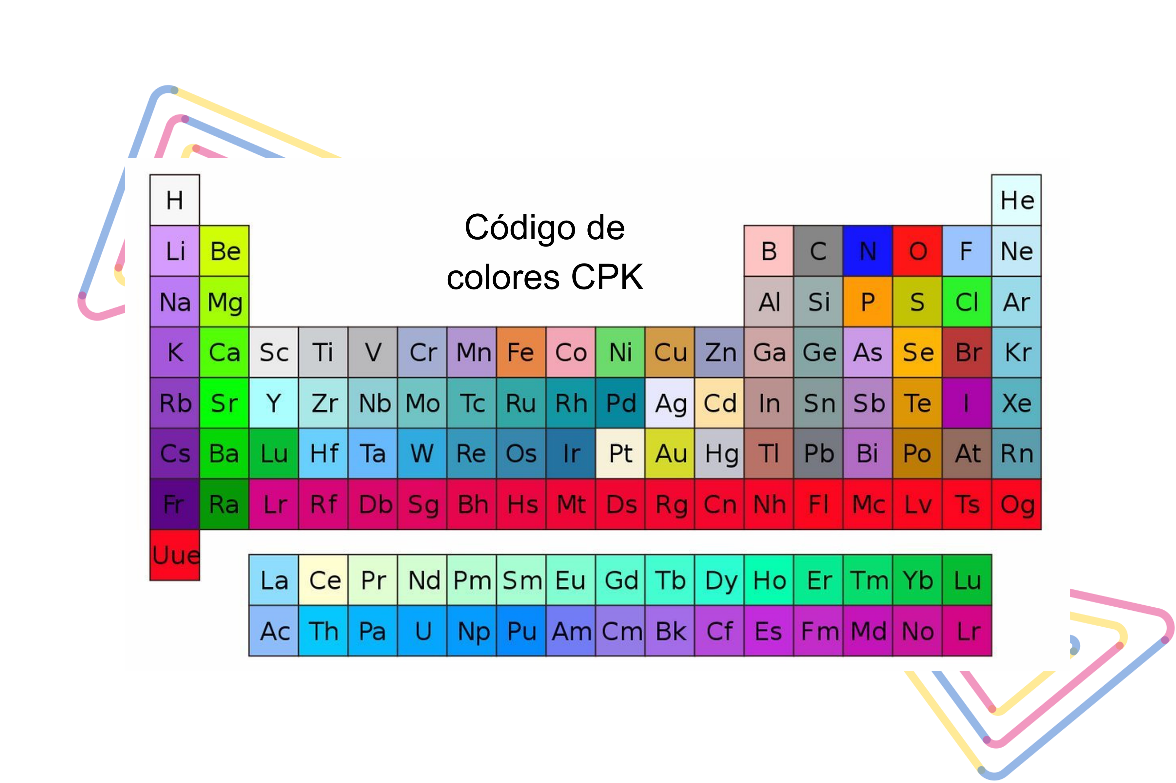 H He
Código de
colores CPK
Li Be B C N O F Ne
Na Mg Al Si P S Cl Ar
K Ca Sc Ti V Cr Mn Fe Co Ni Cu Zn Ga Ge As Se Br Kr
Rb Sr Y Zr Nb Mo Tc Ru Rh Pd Ag Cd In Sn Sb Te I Xe
Cs Ba Lu Hf Ta W Re Os Ir Pt Au Hg Tl Pb Bi Po At Rn
Fr Ra Lr Rf Db Sg Bh Hs Mt Ds Rg Cn Nh Fl Mc Lv Ts Og
Uue
La Ce Pr Nd Pm Sm Eu Gd Tb Dy Ho Er Tm Yb Lu
Ac Th Pa U Np Pu Am Cm Bk Cf Es Fm Md No Lr